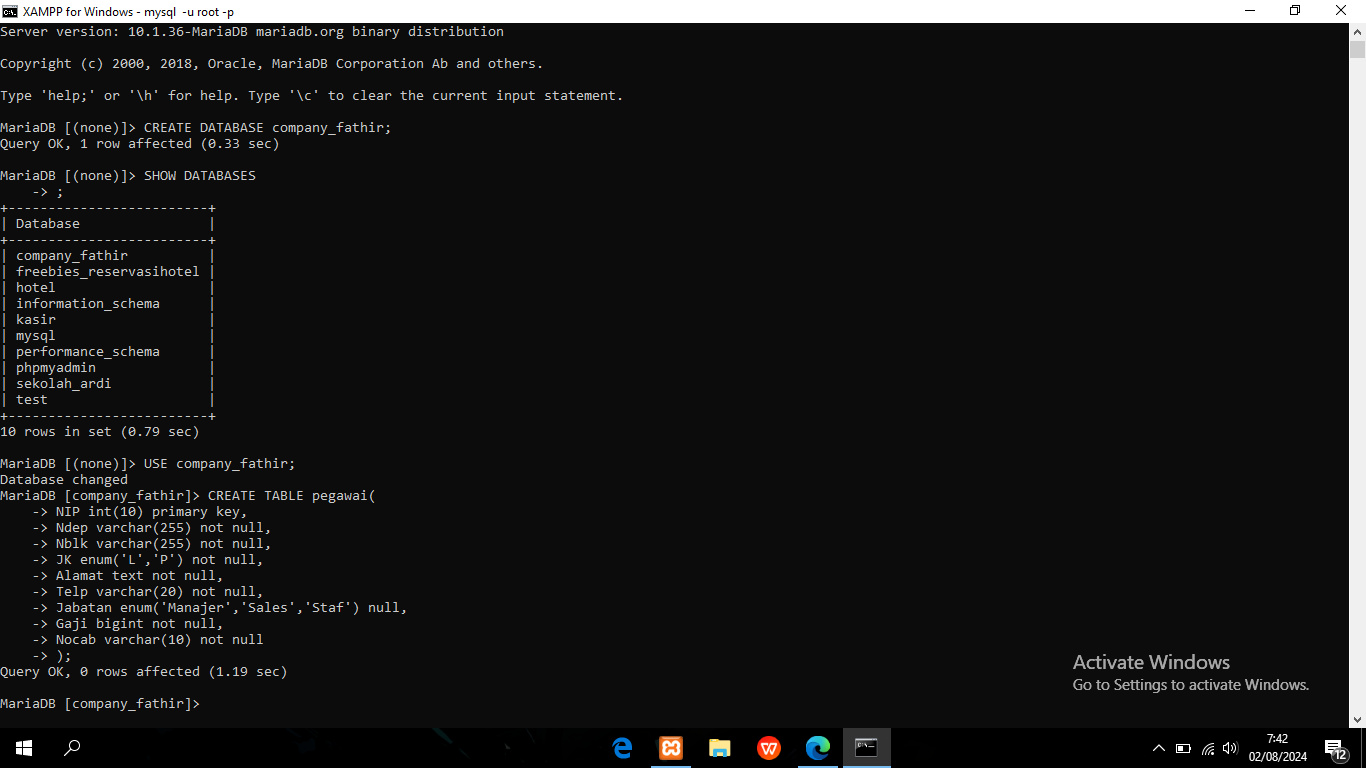 XAMPP for Windows - mysql  -u root -p
Server version: 10.1.36-MariaDB mariadb.org binary distribution

Copyright (c) 2000, 2018, Oracle, MariaDB Corporation Ab and others.

Type 'help;' or '\h' for help. Type '\c' to clear the current input statement.

MariaDB [(none)]> CREATE DATABASE company_fathir;
Query OK, 1 row affected (0.33 sec)

MariaDB [(none)]> SHOW DATABASES
    -> ;
+-------------------------+
| Database                |
+-------------------------+
| company_fathir          |
| freebies_reservasihotel |
| hotel                   |
| information_schema      |
| kasir                   |
| mysql                   |
| performance_schema      |
| phpmyadmin              |
| sekolah_ardi            |
| test                    |
+-------------------------+
10 rows in set (0.79 sec)

MariaDB [(none)]> USE company_fathir;
Database changed
MariaDB [company_fathir]> CREATE TABLE pegawai(
    -> NIP int(10) primary key,
    -> Ndep varchar(255) not null,
    -> Nblk varchar(255) not null,
    -> JK enum('L','P') not null,
    -> Alamat text not null,
    -> Telp varchar(20) not null,
    -> Jabatan enum('Manajer','Sales','Staf') null,
    -> Gaji bigint not null,
    -> Nocab varchar(10) not null
    -> );
Query OK, 0 rows affected (1.19 sec)

MariaDB [company_fathir]>
Activate Windows
Go to Settings to activate Windows.
7:42
02/08/2024
12